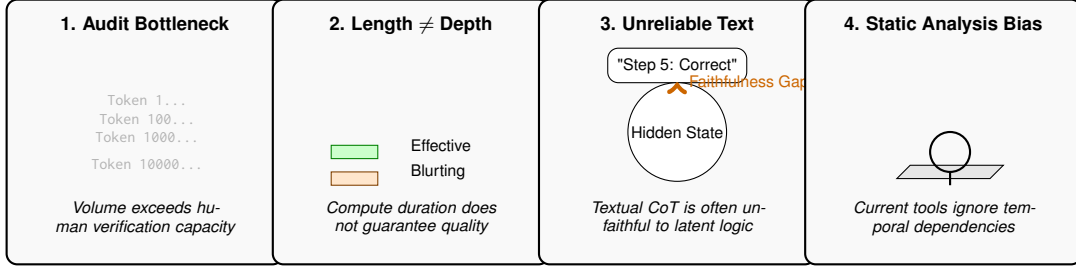 1. Audit Bottleneck
Token 1...
Token 100...
Token 1000...
Token 10000...
Volume exceeds hu-
man verification capacity
2. Length ≠ Depth
Effective
Blurting
Compute duration does
not guarantee quality
3. Unreliable Text
"Step 5: Correct"
Faithfulness Gap
Hidden State
Textual CoT is often un-
faithful to latent logic
4. Static Analysis Bias
Current tools ignore tem-
poral dependencies